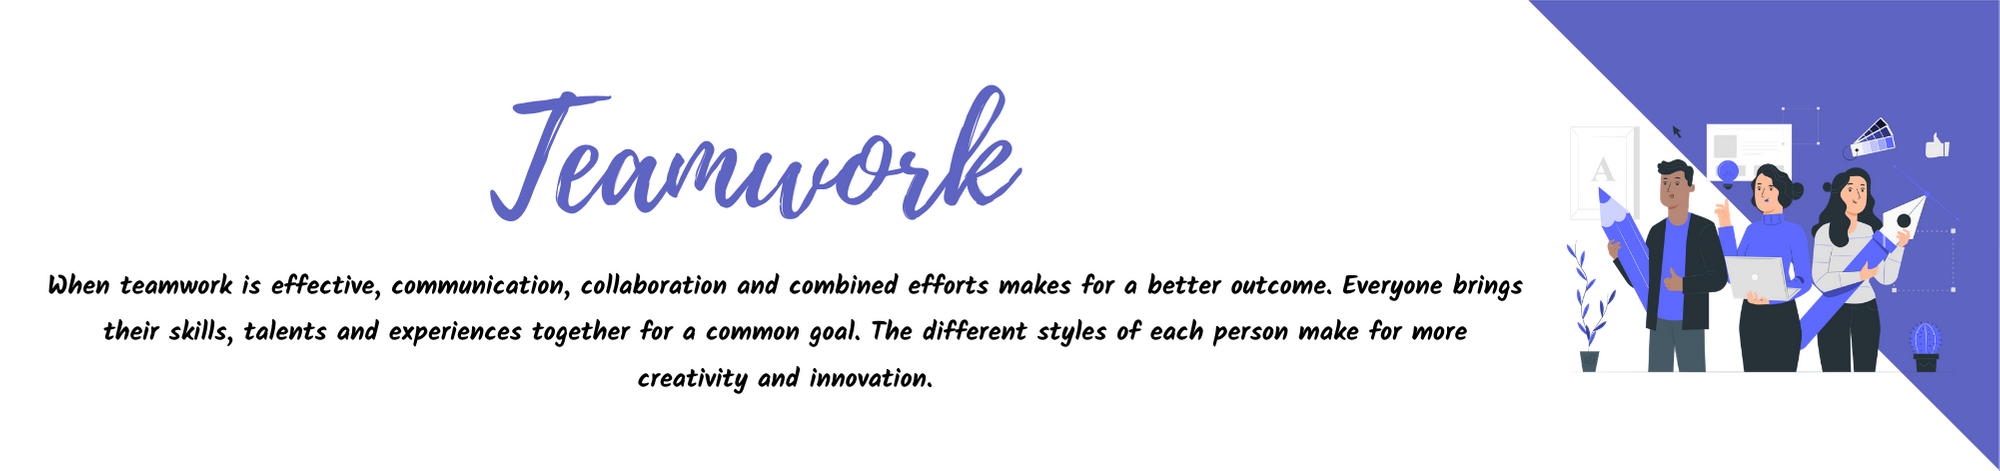 Teamwork
When teamwork is effective, communication, collaboration and combined efforts makes for a better outcome. Everyone brings
their skills, talents and experiences together for a common goal. The different styles of each person make for more
creativity and innovation.
A